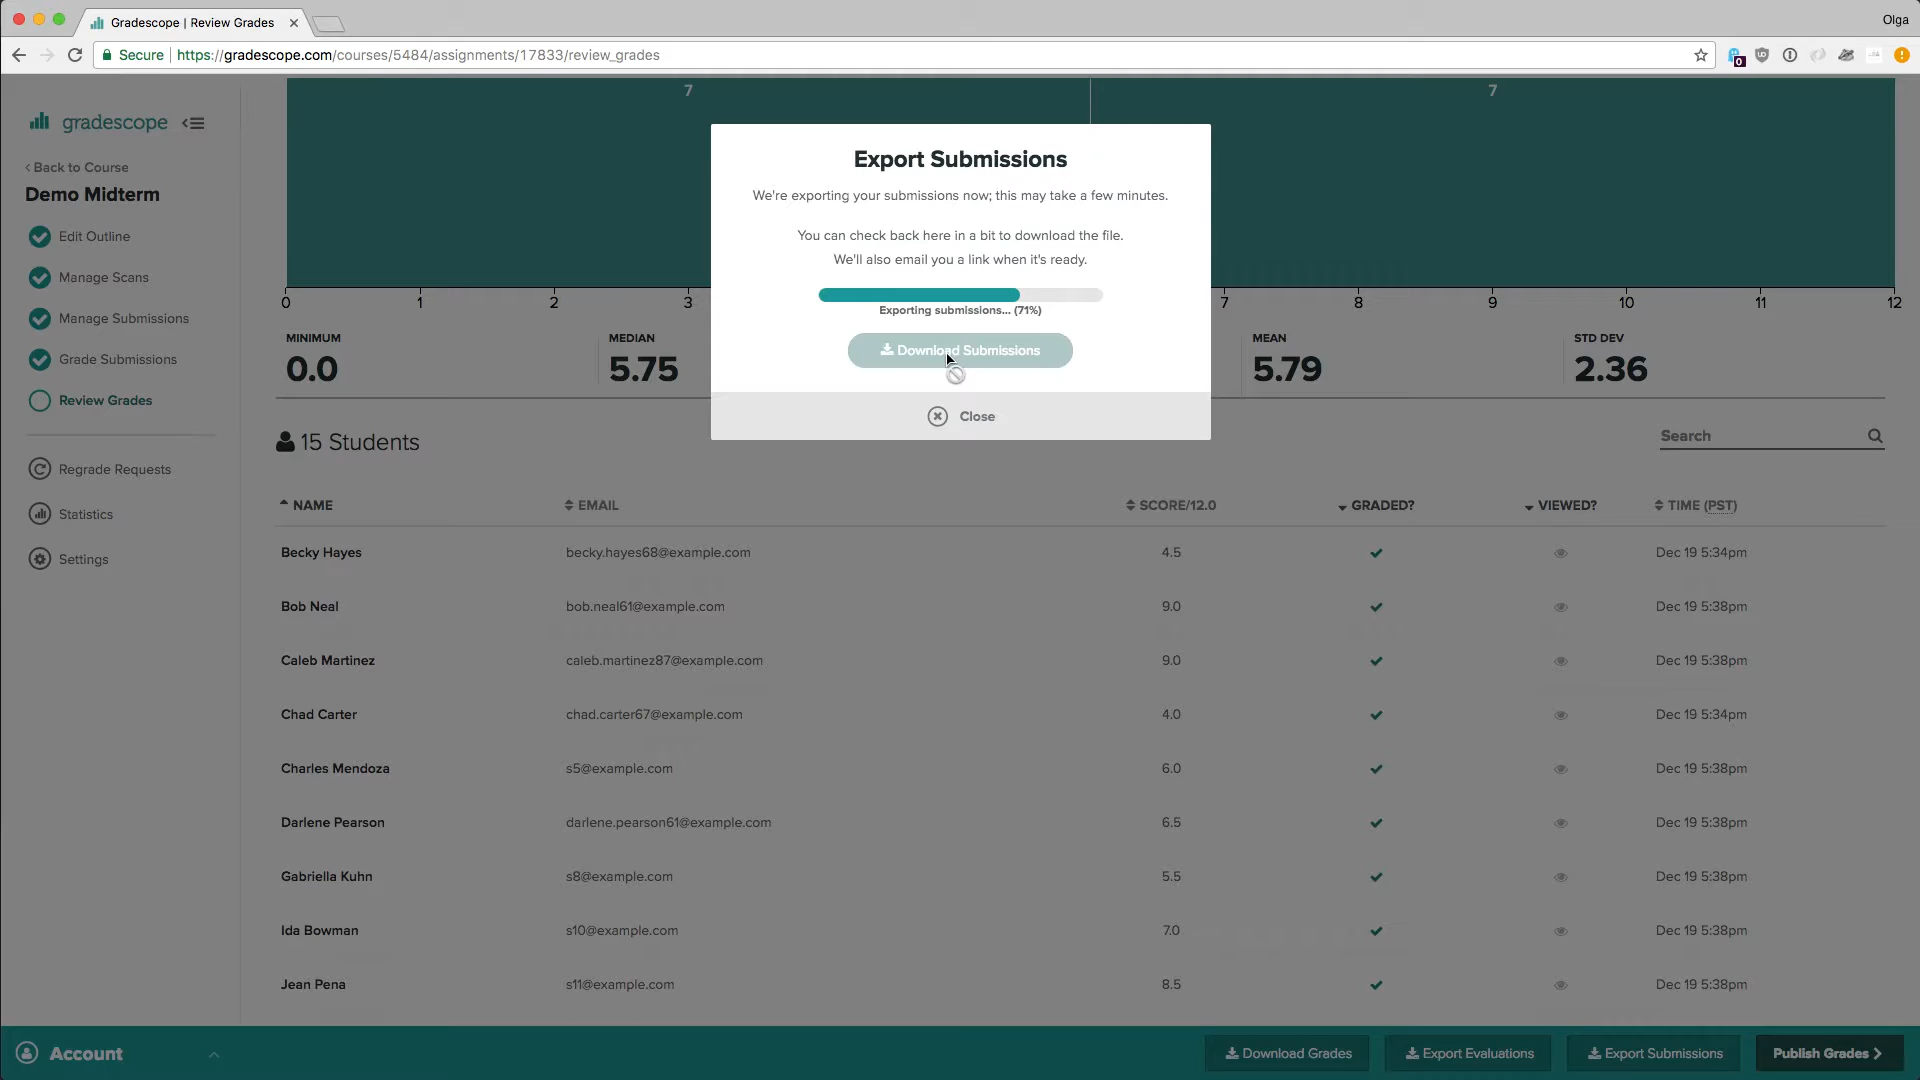 Gradescope | Review Grades
Olga
Secure
https://gradescope.com/courses/5484/assignments/17833/review_grades
0
gradescope
Back to Course
Demo Midterm
Edit Outline
Manage Scans
Manage Submissions
Grade Submissions
Review Grades
Regrade Requests
Statistics
Settings
7 7
0 1 2 3 7 8 9 10 11 12
MINIMUM MEDIAN MEAN STD DEV
0.0 5.75 5.79 2.36
Export Submissions
We're exporting your submissions now; this may take a few minutes.
You can check back here in a bit to download the file.
We'll also email you a link when it's ready.
Exporting submissions... (71%)
Download Submissions
Close
15 Students
Search
NAME EMAIL SCORE/12.0 GRADED? VIEWED? TIME (PST)
Becky Hayes becky.hayes68@example.com 4.5 Dec 19 5:34pm
Bob Neal bob.neal61@example.com 9.0 Dec 19 5:38pm
Caleb Martinez caleb.martinez87@example.com 9.0 Dec 19 5:38pm
Chad Carter chad.carter67@example.com 4.0 Dec 19 5:34pm
Charles Mendoza s5@example.com 6.0 Dec 19 5:38pm
Darlene Pearson darlene.pearson61@example.com 6.5 Dec 19 5:38pm
Gabriella Kuhn s8@example.com 5.5 Dec 19 5:38pm
Ida Bowman s10@example.com 7.0 Dec 19 5:38pm
Jean Pena s11@example.com 8.5 Dec 19 5:38pm
Account
Download Grades
Export Evaluations
Export Submissions
Publish Grades